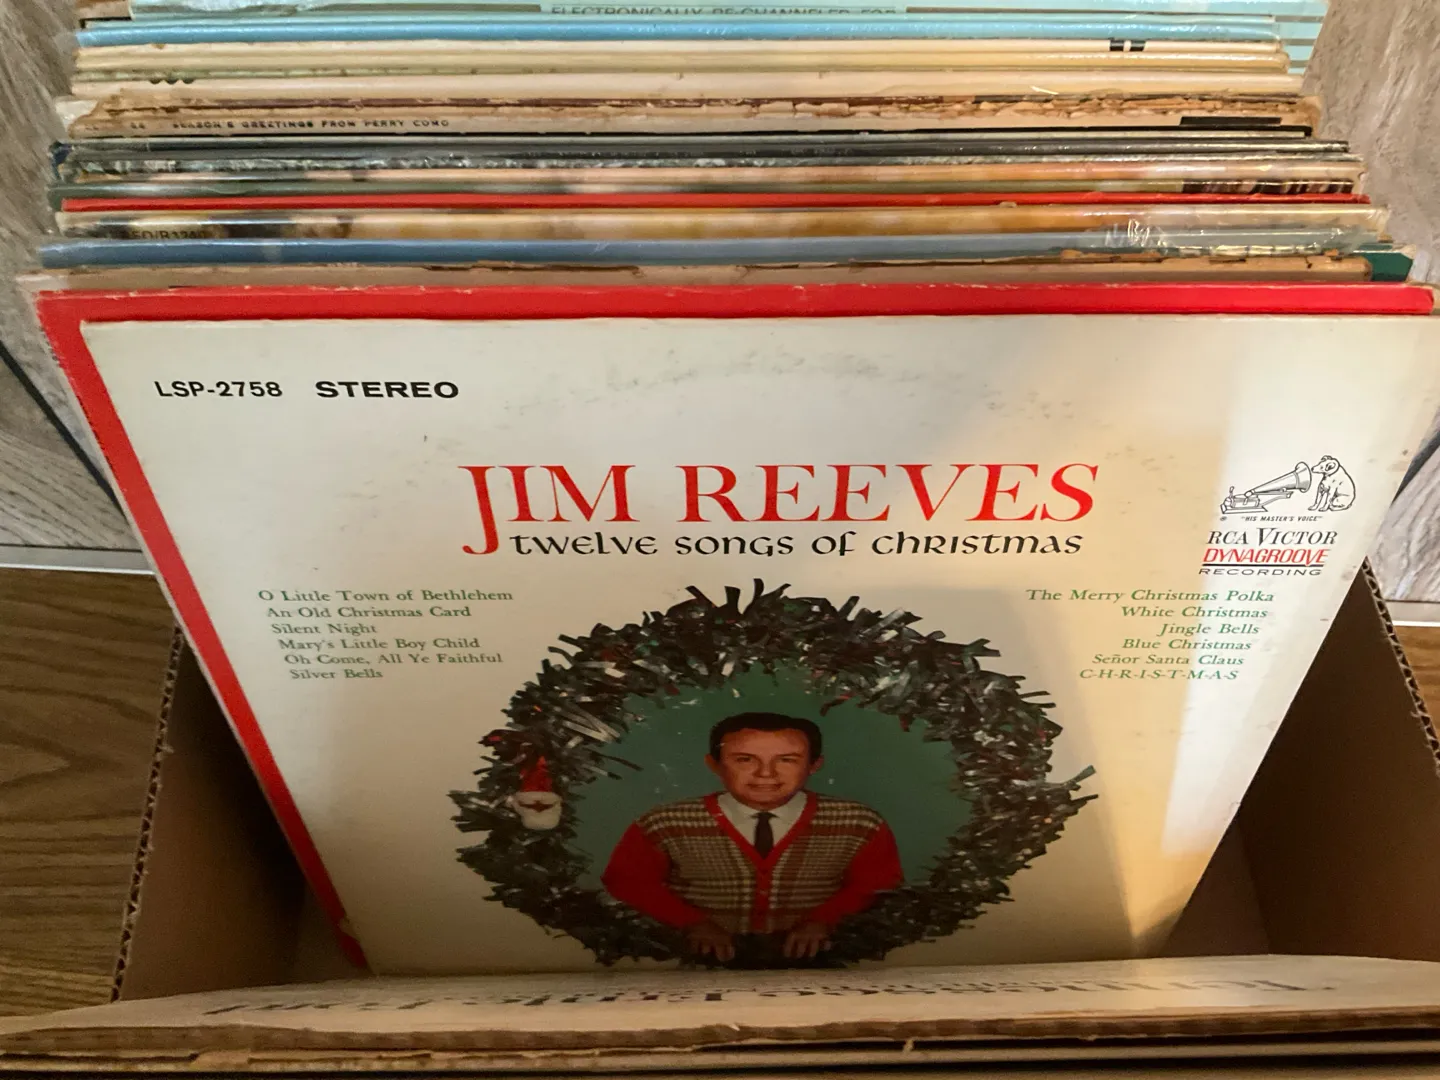 ELECTRONICALLY RE-CHANNELED FOR
SEASON'S GREETINGS FROM PERRY COMO
LSP-2758 STEREO
JIM REEVES
twelve songs of christmas
"HIS MASTER'S VOICE"
RCA VICTOR
DYNAGROOVE
RECORDING
O Little Town of Bethlehem
An Old Christmas Card
Silent Night
Mary's Little Boy Child
Oh Come, All Ye Faithful
Silver Bells
The Merry Christmas Polka
White Christmas
Jingle Bells
Blue Christmas
Señor Santa Claus
C-H-R-I-S-T-M-A-S